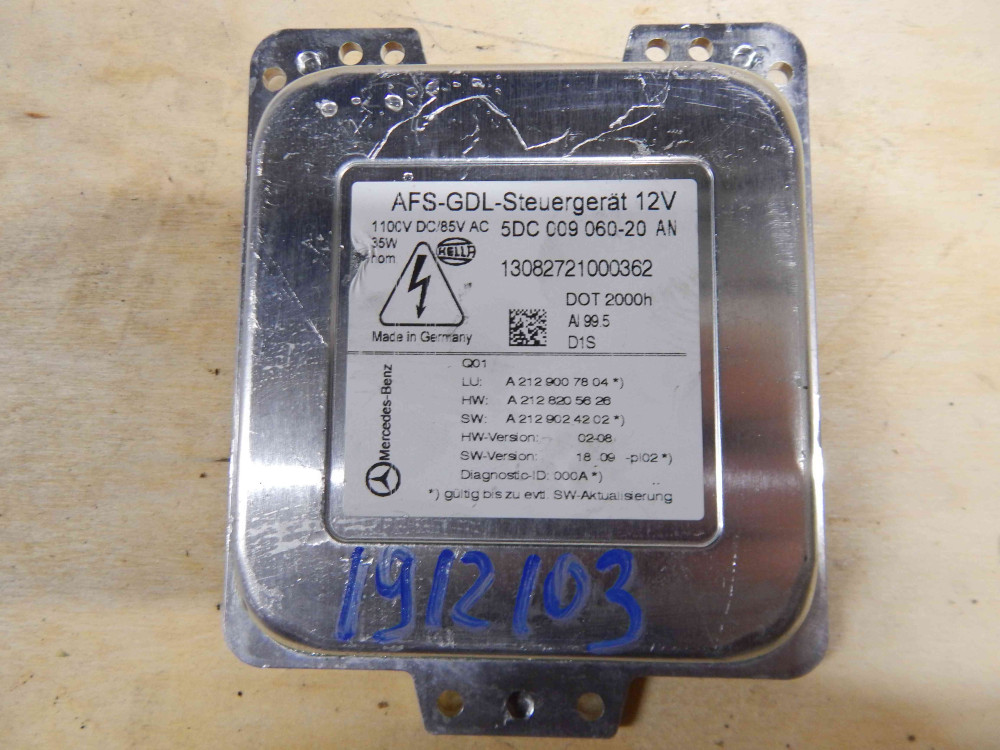 AFS-GDL-Steuergerät 12V
1100V DC/85V AC 5DC 009 060-20 AN
35W
nom
HELLA
13082721000362
DOT 2000h
AI 99.5
D1S
Made in Germany
Mercedes-Benz
Q01
LU: A 212 900 78 04 *)
HW: A 212 820 56 26
SW: A 212 902 42 02 *)
HW-Version: 02-08
SW-Version: 18 09 -pl02 *)
Diagnostic-ID: 000A *)
*) gültig bis zu evtl. SW-Aktualisierung
1912103